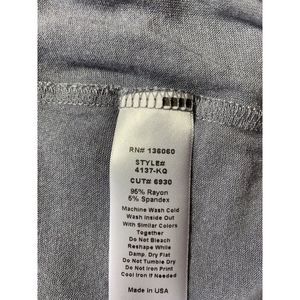 RN# 136060
STYLE#
4137-KQ
CUT# 6930
95% Rayon
5% Spandex
Machine Wash Cold
Wash Inside Out
With Similar Colors
Together
Do Not Bleach
Reshape While
Damp, Dry Flat
Do Not Tumble Dry
Do Not Iron Print
Cool Iron If Needed
Made in USA